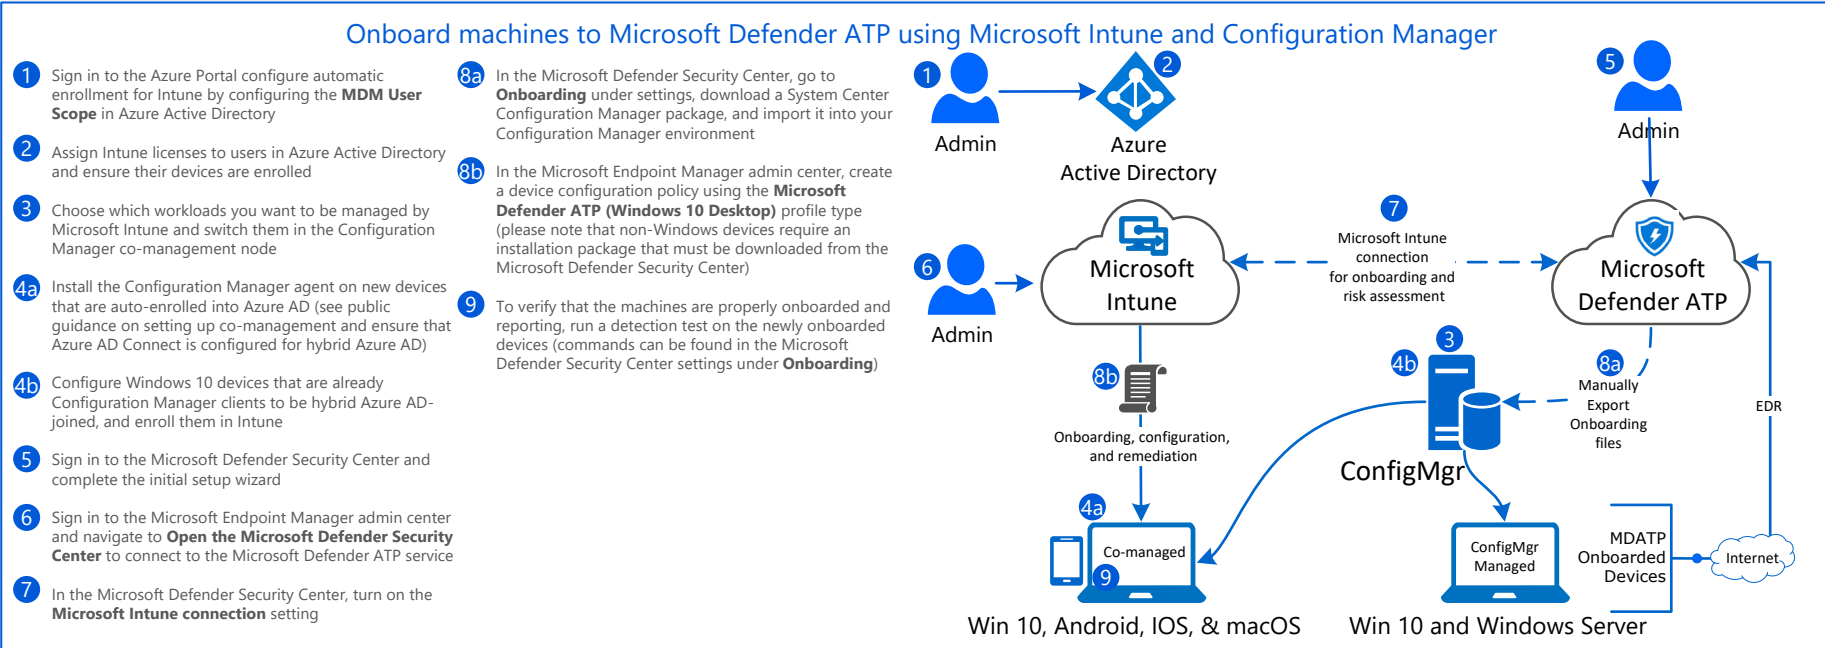 Onboard machines to Microsoft Defender ATP using Microsoft Intune and Configuration Manager
1
Sign in to the Azure Portal configure automatic
enrollment for Intune by configuring the MDM User
Scope in Azure Active Directory
2
Assign Intune licenses to users in Azure Active Directory
and ensure their devices are enrolled
3
Choose which workloads you want to be managed by
Microsoft Intune and switch them in the Configuration
Manager co-management node
4a
Install the Configuration Manager agent on new devices
that are auto-enrolled into Azure AD (see public
guidance on setting up co-management and ensure that
Azure AD Connect is configured for hybrid Azure AD)
4b
Configure Windows 10 devices that are already
Configuration Manager clients to be hybrid Azure AD-
joined, and enroll them in Intune
5
Sign in to the Microsoft Defender Security Center and
complete the initial setup wizard
6
Sign in to the Microsoft Endpoint Manager admin center
and navigate to Open the Microsoft Defender Security
Center to connect to the Microsoft Defender ATP service
7
In the Microsoft Defender Security Center, turn on the
Microsoft Intune connection setting
8a
In the Microsoft Defender Security Center, go to
Onboarding under settings, download a System Center
Configuration Manager package, and import it into your
Configuration Manager environment
8b
In the Microsoft Endpoint Manager admin center, create
a device configuration policy using the Microsoft
Defender ATP (Windows 10 Desktop) profile type
(please note that non-Windows devices require an
installation package that must be downloaded from the
Microsoft Defender Security Center)
9
To verify that the machines are properly onboarded and
reporting, run a detection test on the newly onboarded
devices (commands can be found in the Microsoft
Defender Security Center settings under Onboarding)
1
Admin
2
Azure
Active Directory
5
Admin
6
Admin
Microsoft
Intune
7
Microsoft Intune
connection
for onboarding and
risk assessment
Microsoft
Defender ATP
8b
Onboarding, configuration,
and remediation
3
4b
ConfigMgr
8a
Manually
Export
Onboarding
files
EDR
4a
Co-managed
9
Win 10, Android, IOS, & macOS
ConfigMgr
Managed
Win 10 and Windows Server
MDATP
Onboarded
Devices
Internet